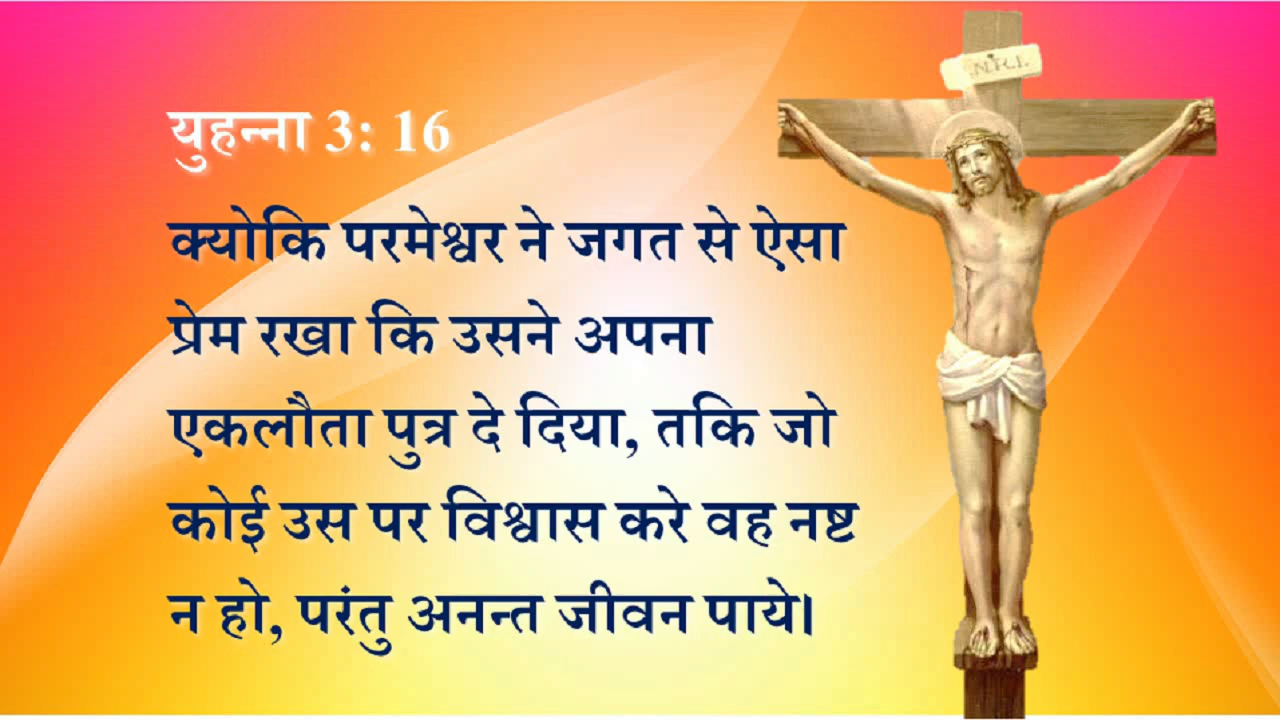 युहन्ना 3: 16
क्योकि परमेश्वर ने जगत से ऐसा
प्रेम रखा कि उसने अपना
एकलौता पुत्र दे दिया, तकि जो
कोई उस पर विश्वास करे वह नष्ट
न हो, परंतु अनन्त जीवन पाये।
.N.R.I.